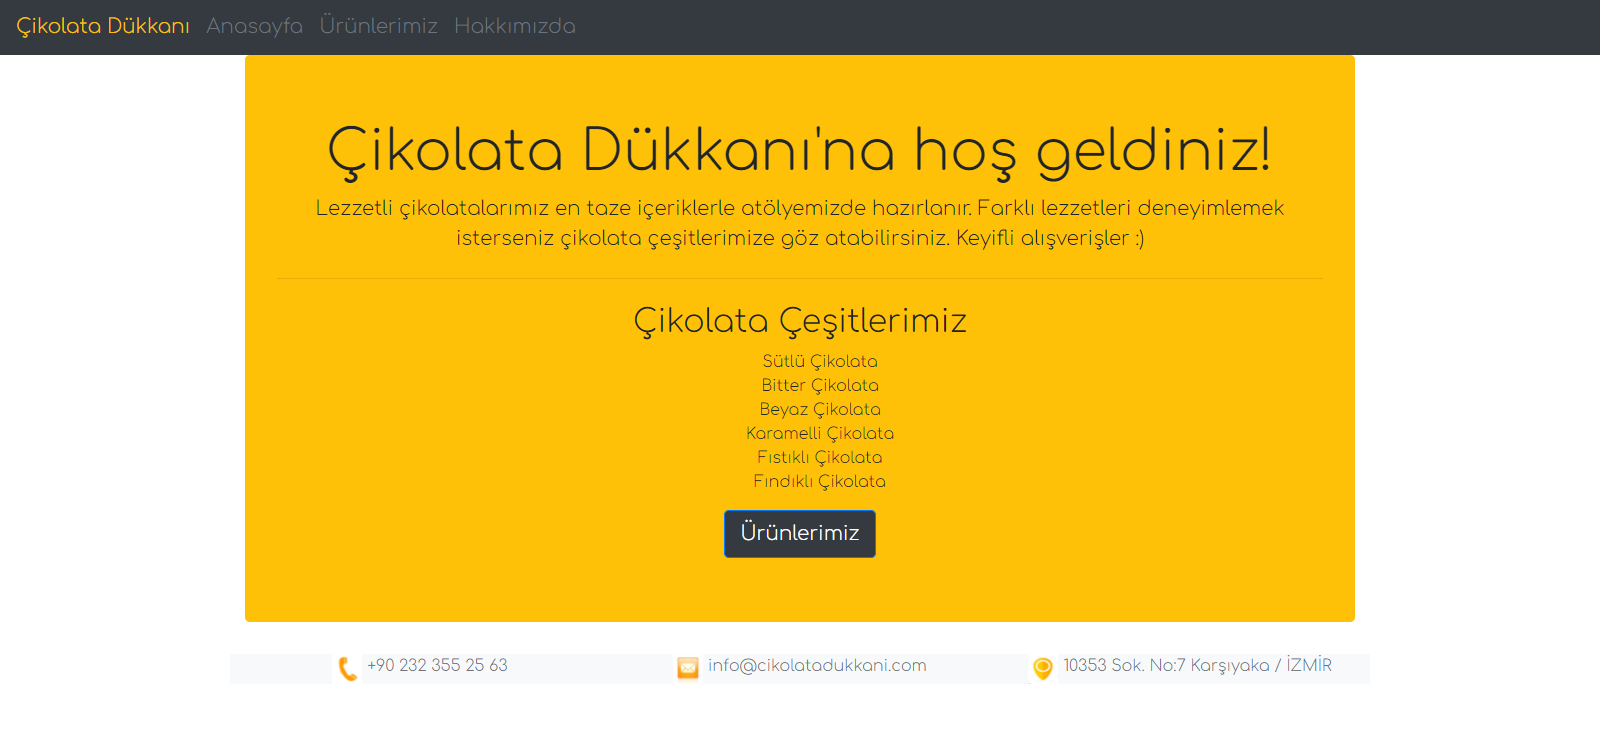 Çikolata Dükkanı Anasayfa Ürünlerimiz Hakkımızda
Çikolata Dükkanı'na hoş geldiniz!
Lezzetli çikolatalarımız en taze içeriklerle atölyemizde hazırlanır. Farklı lezzetleri deneyimlemek
isterseniz çikolata çeşitlerimize göz atabilirsiniz. Keyifli alışverişler :)
Çikolata Çeşitlerimiz
Sütlü Çikolata
Bitter Çikolata
Beyaz Çikolata
Karamelli Çikolata
Fıstıklı Çikolata
Fındıklı Çikolata
Ürünlerimiz
+90 232 355 25 63 info@cikolatadukkani.com 10353 Sok. No:7 Karşıyaka / İZMİR